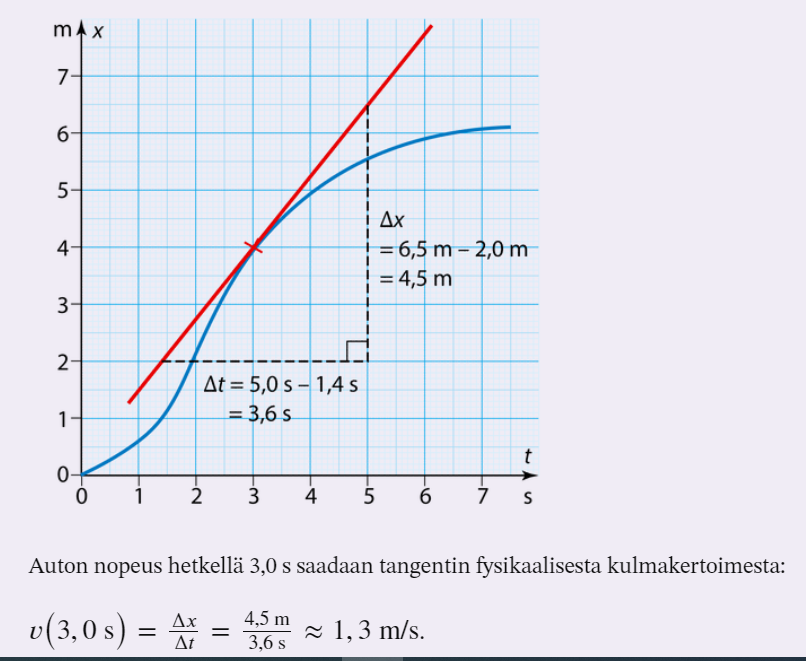 m x
7
6
5
4
3
2
1
0
Δx
= 6,5 m – 2,0 m
= 4,5 m
Δt = 5,0 s – 1,4 s
= 3,6 s
t
0 1 2 3 4 5 6 7 s
Auton nopeus hetkellä 3,0 s saadaan tangentin fysikaalisesta kulmakertoimesta:
v(3,0 s) = Δx/Δt = 4,5 m/3,6 s ≈ 1,3 m/s.